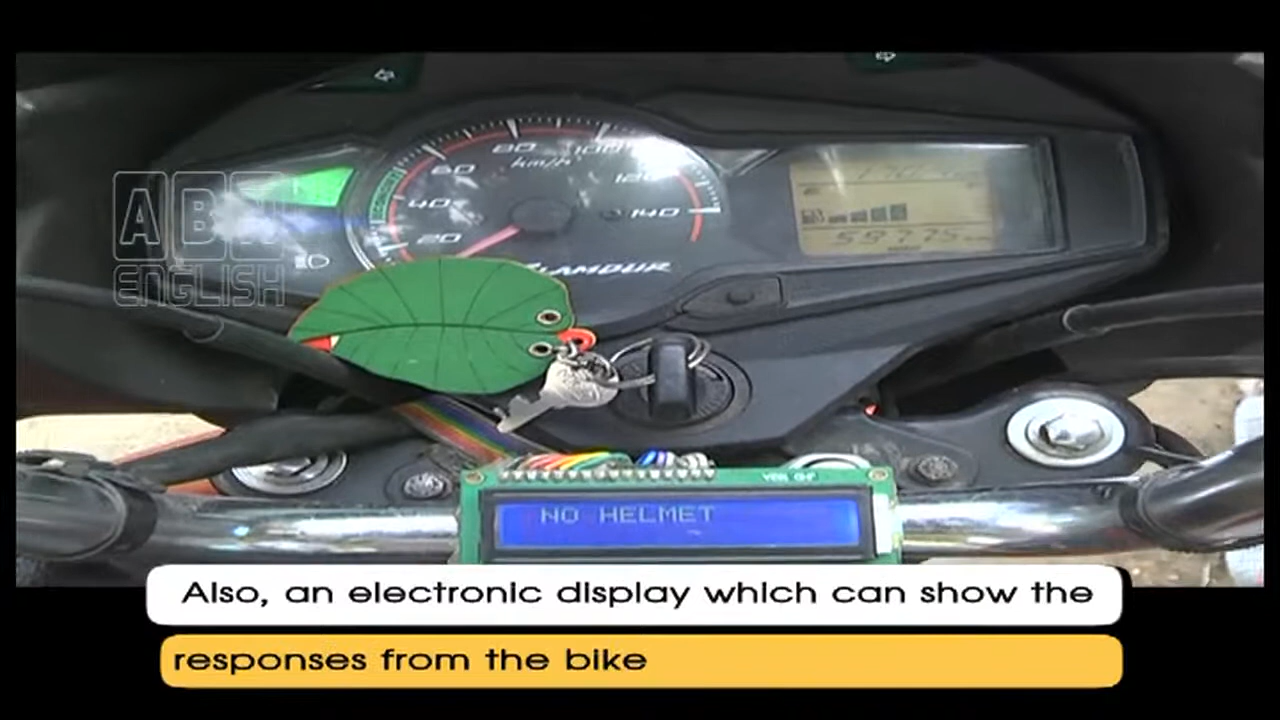 80
100
km/h
60
120
40
140
20
GLAMOUR
59775
ABN
ENGLISH
NO HELMET
Also, an electronic display which can show the
responses from the bike